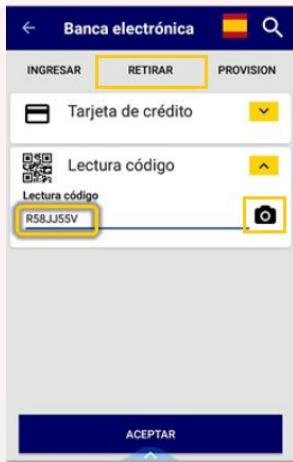 Banca electrónica
INGRESAR RETIRAR PROVISION
Tarjeta de crédito
Lectura código
Lectura código
R58JJ55V
ACEPTAR